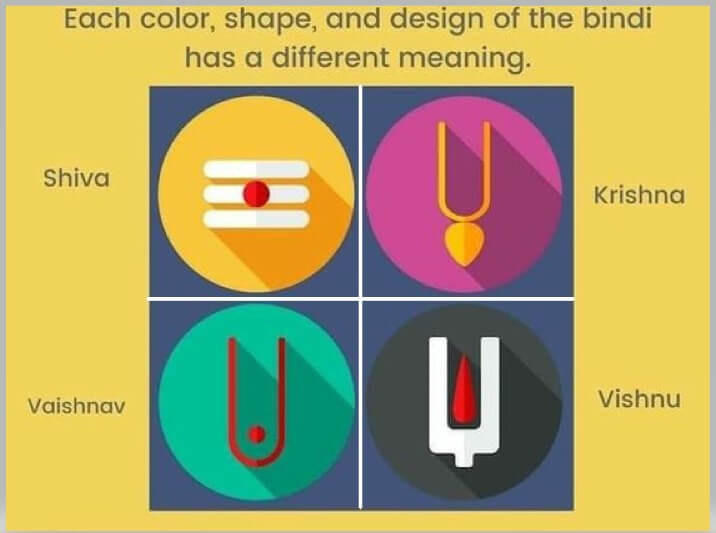 Each color, shape, and design of the bindi
has a different meaning.
Shiva
Krishna
Vaishnav
Vishnu